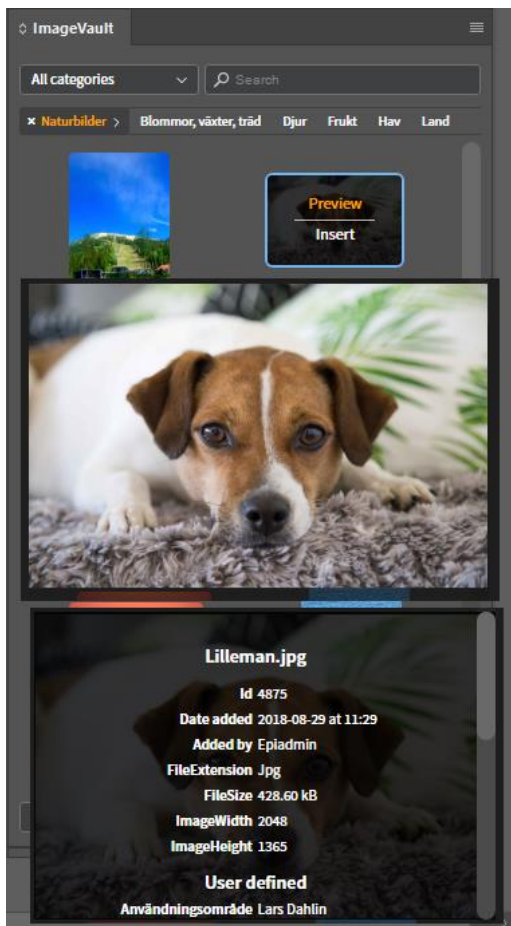 ImageVault
All categories
Search
× Naturbilder > Blommor, växter, träd Djur Frukt Hav Land
Preview
Insert
Lilleman.jpg
Id 4875
Date added 2018-08-29 at 11:29
Added by Epiadmin
FileExtension Jpg
FileSize 428.60 kB
ImageWidth 2048
ImageHeight 1365
User defined
Användningsområde Lars Dahlin